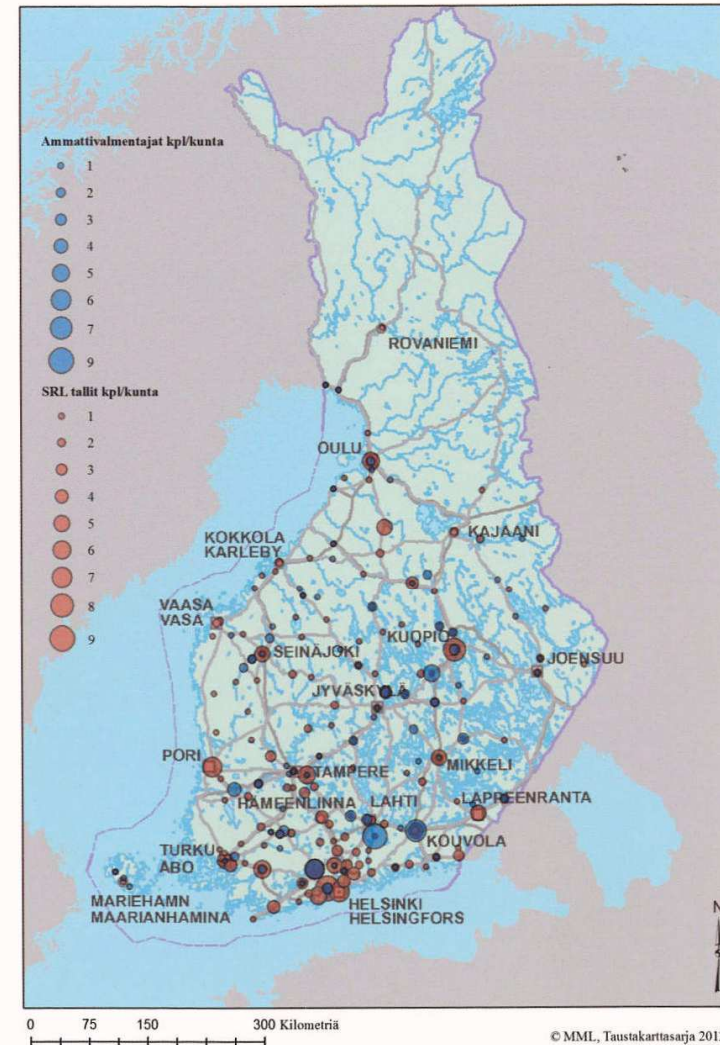 Ammattivalmentajat kpl/kunta
1
2
3
4
5
6
7
9
SRL tallit kpl/kunta
1
2
3
4
5
6
7
8
9
ROVANIEMI
OULU
KAJAANI
KOKKOLA
KARLEBY
VAASA
VASA
SEINÄJOKI
KUOPIO
JOENSUU
JYVÄSKYLÄ
PORI
TAMPERE
MIKKELI
HÄMEENLINNA
LAHTI
LAPPEENRANTA
KOUVOLA
TURKU
ABO
MARIEHAMN
MAARIANHAMINA
HELSINKI
HELSINGFORS
N
0 75 150 300 Kilometriä
© MML, Taustakarttasarja